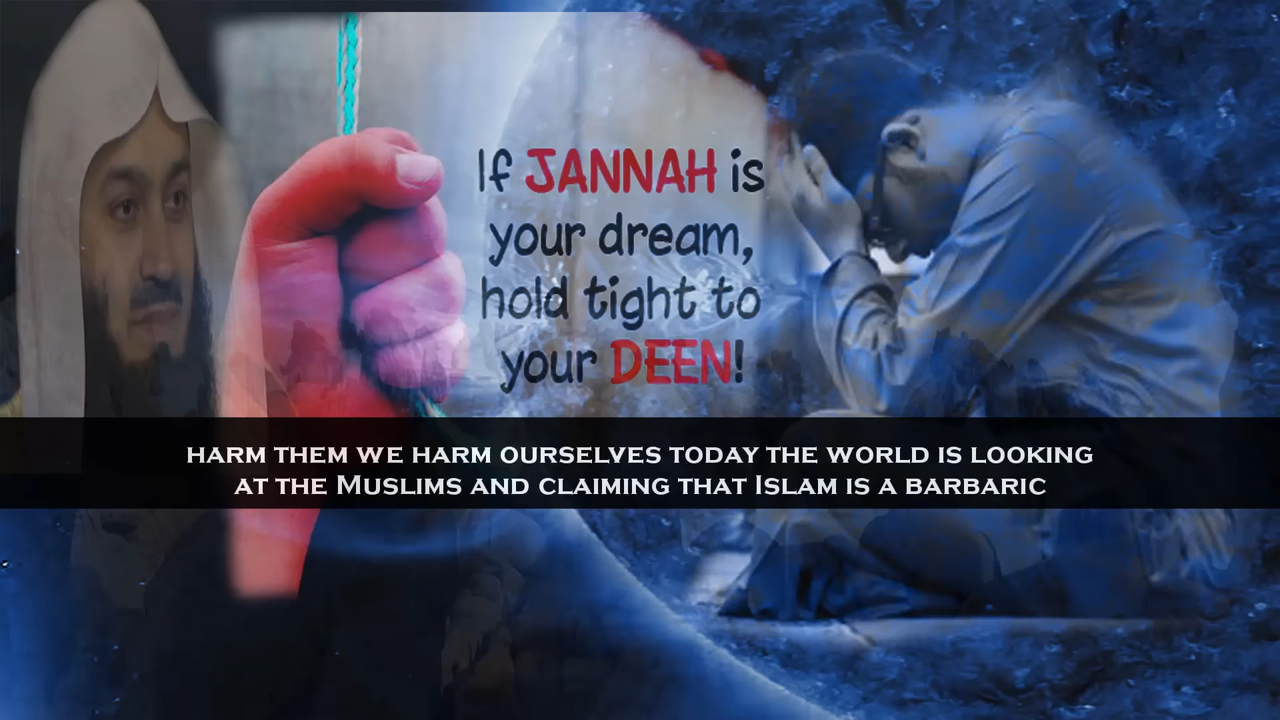 If JANNAH is
your dream,
hold tight to
your DEEN!
HARM THEM WE HARM OURSELVES TODAY THE WORLD IS LOOKING
AT THE MUSLIMS AND CLAIMING THAT ISLAM IS A BARBARIC